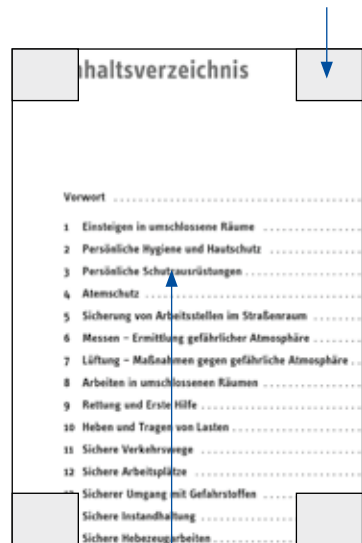 nhaltsverzeichnis
Vorwort
1 Einsteigen in umschlossene Räume
2 Persönliche Hygiene und Hautschutz
3 Persönliche Schutzausrüstungen
4 Atemschutz
5 Sicherung von Arbeitsstellen im Straßenraum
6 Messen – Ermittlung gefährlicher Atmosphäre
7 Lüftung – Maßnahmen gegen gefährliche Atmosphäre
8 Arbeiten in umschlossenen Räumen
9 Rettung und Erste Hilfe
10 Heben und Tragen von Lasten
11 Sichere Verkehrswege
12 Sichere Arbeitsplätze
Sicherer Umgang mit Gefahrstoffen
Sichere Instandhaltung
Sichere Hebezeugarbeiten